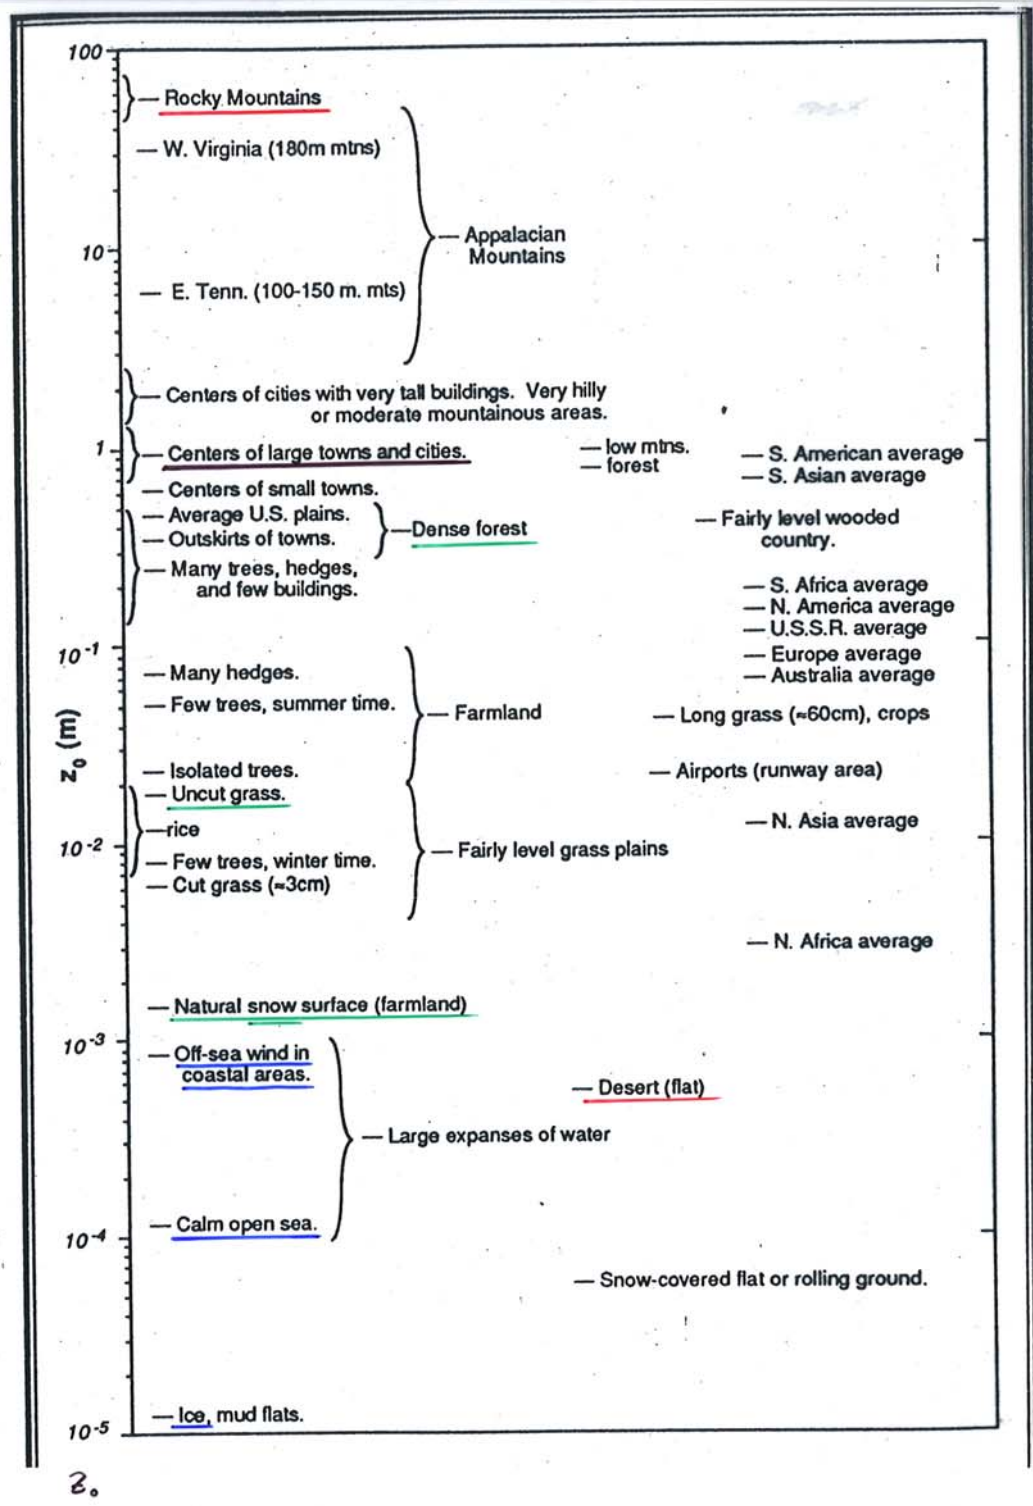 100
Rocky Mountains
W. Virginia (180m mtns)
Appalacian
Mountains
10
E. Tenn. (100-150 m. mts)
Centers of cities with very tall buildings. Very hilly
or moderate mountainous areas.
1
Centers of large towns and cities.
low mtns.
forest
S. American average
S. Asian average
Centers of small towns.
Average U.S. plains.
Outskirts of towns.
Dense forest
Fairly level wooded
country.
Many trees, hedges,
and few buildings.
S. Africa average
N. America average
U.S.S.R. average
Europe average
Australia average
10-1
Many hedges.
Few trees, summer time.
Farmland
Long grass (≈60cm), crops
z0 (m)
Isolated trees.
Airports (runway area)
Uncut grass.
rice
N. Asia average
10-2
Few trees, winter time.
Fairly level grass plains
Cut grass (≈3cm)
N. Africa average
Natural snow surface (farmland)
10-3
Off-sea wind in
coastal areas.
Desert (flat)
Large expanses of water
Calm open sea.
10-4
Snow-covered flat or rolling ground.
Ice, mud flats.
10-5
z0